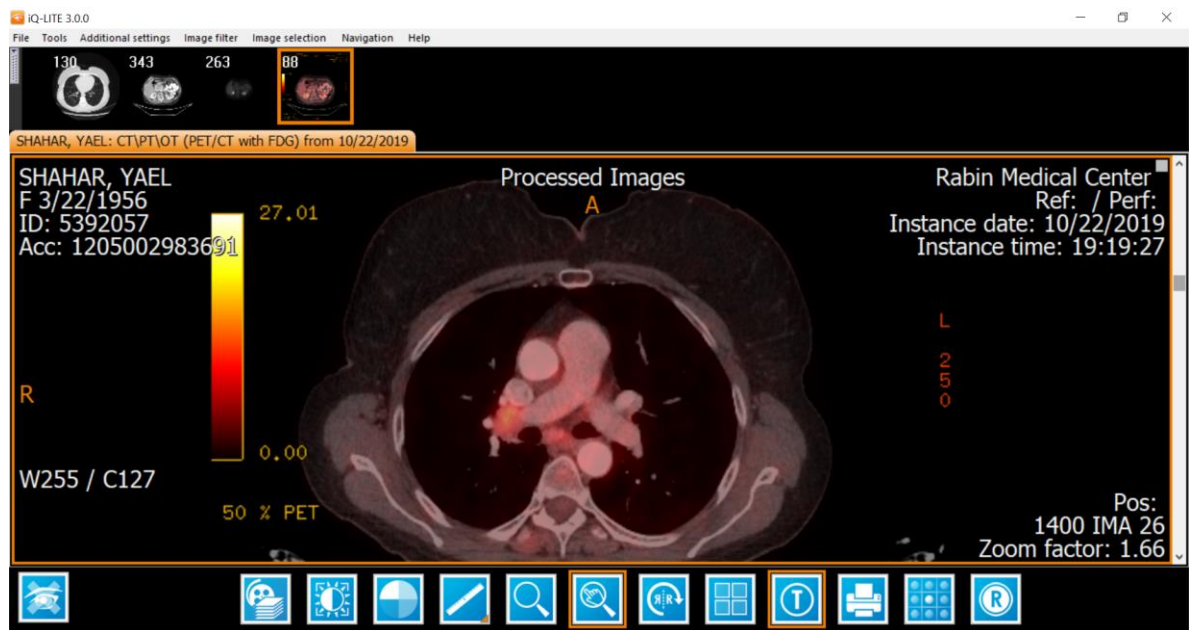 iQ-LITE 3.0.0
File Tools Additional settings Image filter Image selection Navigation Help
130 343 263 88
SHAHAR, YAEL: CT\PT\OT (PET/CT with FDG) from 10/22/2019
SHAHAR, YAEL
F 3/22/1956
ID: 5392057
Acc: 1205002983691
27.01
Processed Images
A
Rabin Medical Center
Ref: / Perf:
Instance date: 10/22/2019
Instance time: 19:19:27
L
2
5
0
R
0.00
W255 / C127
50 % PET
Pos:
1400 IMA 26
Zoom factor: 1.66
R R
T
R